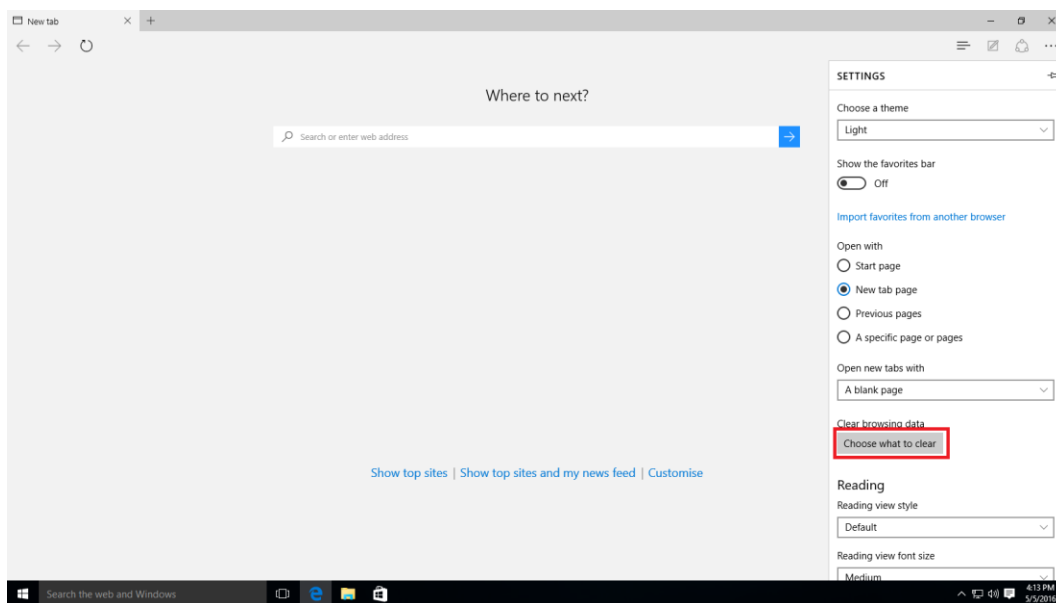 New tab
Where to next?
Search or enter web address
Show top sites | Show top sites and my news feed | Customise
SETTINGS
Choose a theme
Light
Show the favorites bar
Off
Import favorites from another browser
Open with
Start page
New tab page
Previous pages
A specific page or pages
Open new tabs with
A blank page
Clear browsing data
Choose what to clear
Reading
Reading view style
Default
Reading view font size
Medium
Search the web and Windows
4:13 PM
5/5/2016